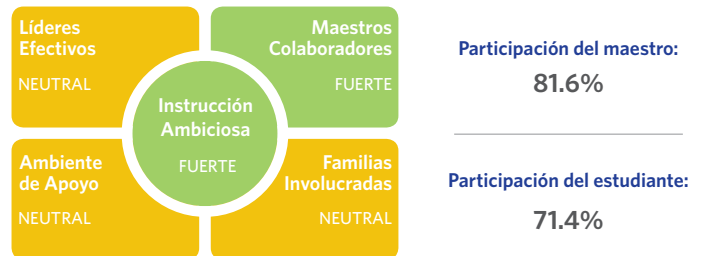 Líderes
Efectivos
NEUTRAL
Maestros
Colaboradores
FUERTE
Instrucción
Ambiciosa
FUERTE
Ambiente
de Apoyo
NEUTRAL
Familias
Involucradas
NEUTRAL
Participación del maestro:
81.6%
Participación del estudiante:
71.4%